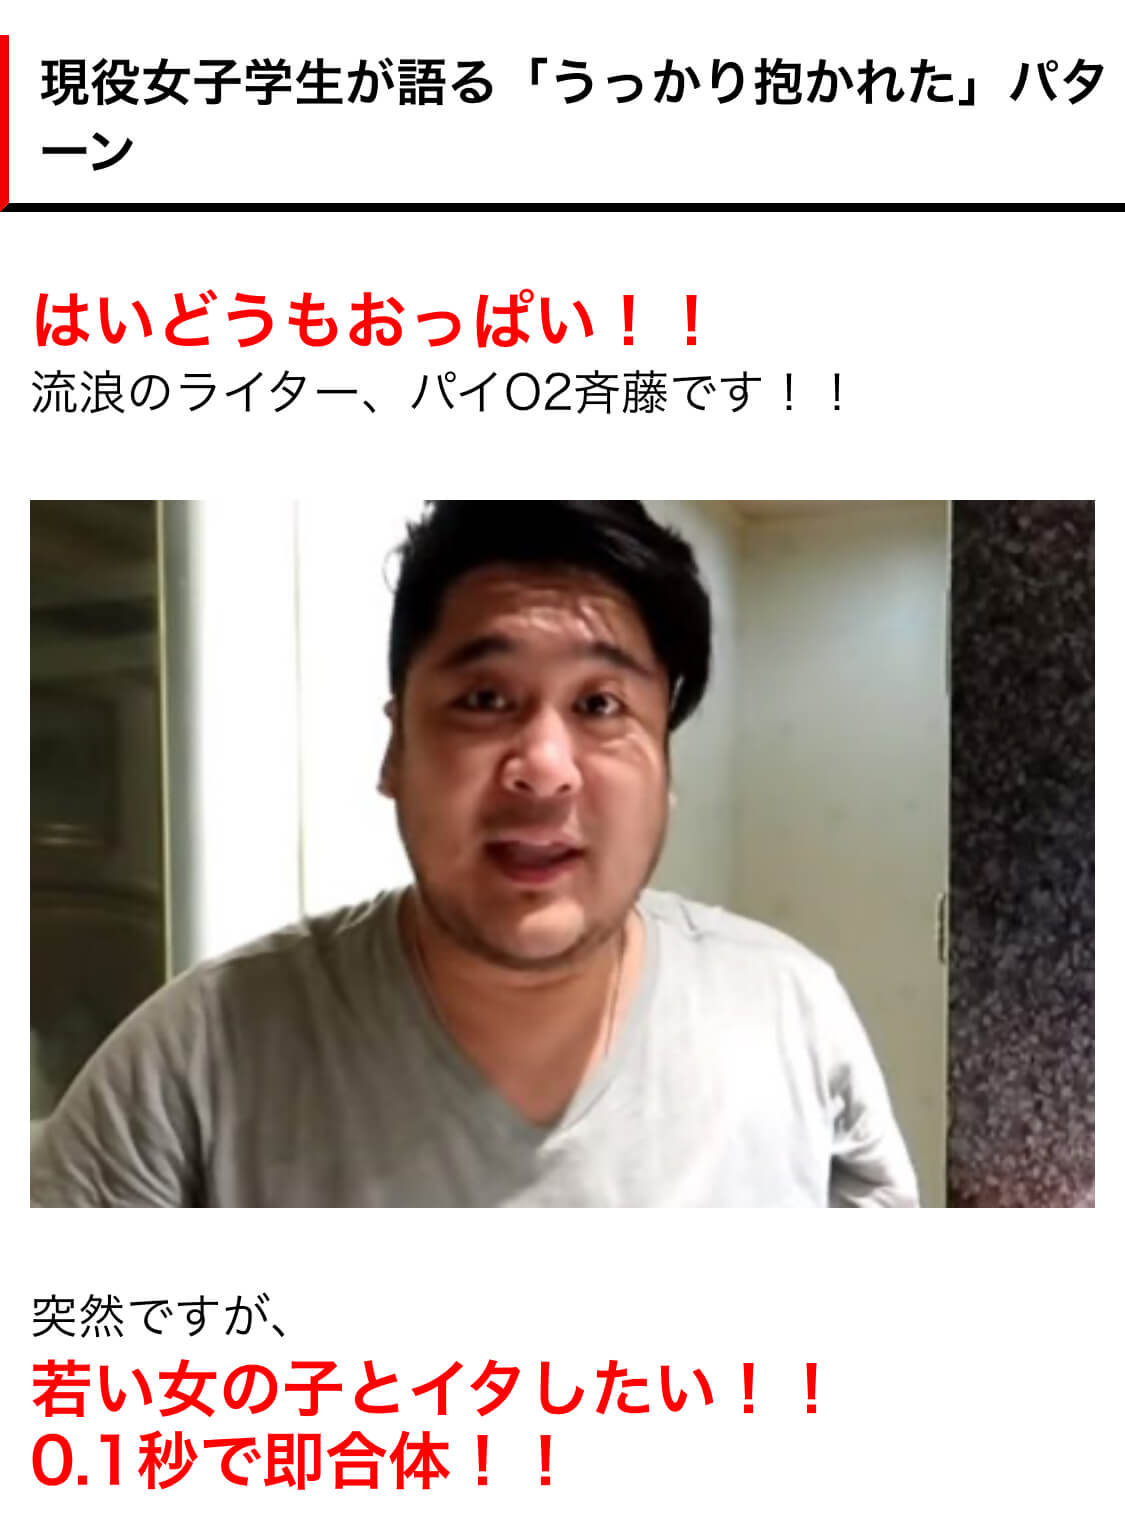 現役女子学生が語る「うっかり抱かれた」パタ
ーン
はいどうもおっぱい！！
流浪のライター、パイO2斉藤です！！
突然ですが、
若い女の子とイタしたい！！
0.1秒で即合体！！